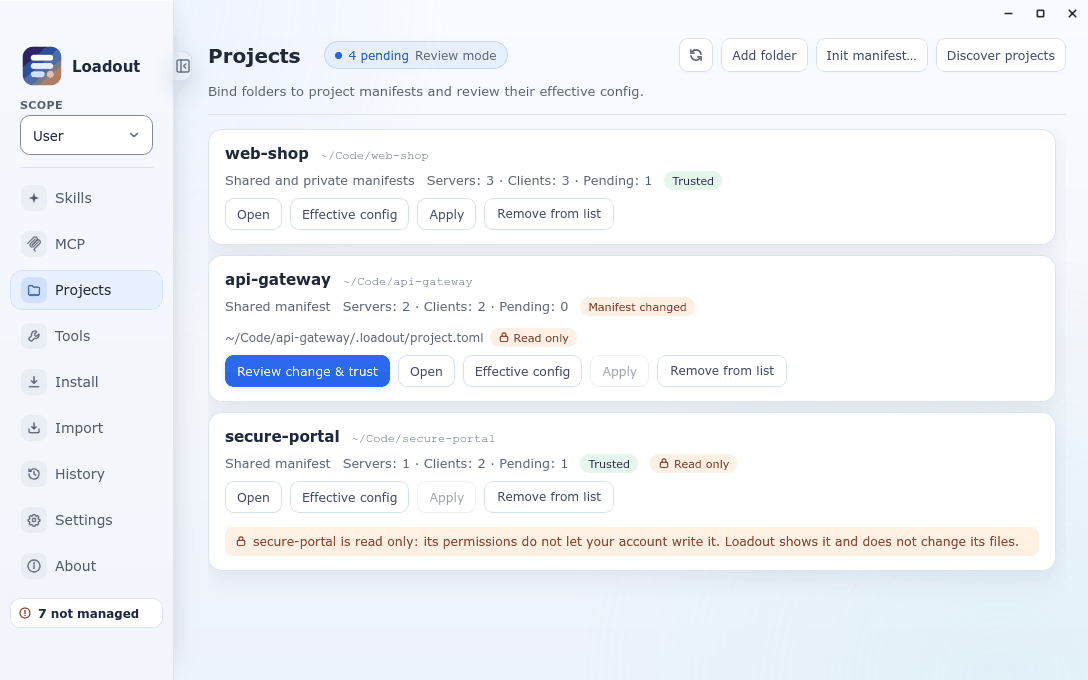 Loadout
SCOPE
User
Skills
MCP
Projects
Tools
Install
Import
History
Settings
About
7 not managed
Projects
4 pending Review mode
Add folder
Init manifest…
Discover projects
Bind folders to project manifests and review their effective config.
web-shop ~/Code/web-shop
Shared and private manifests Servers: 3 · Clients: 3 · Pending: 1 Trusted
Open Effective config Apply Remove from list
api-gateway ~/Code/api-gateway
Shared manifest Servers: 2 · Clients: 2 · Pending: 0 Manifest changed
~/Code/api-gateway/.loadout/project.toml Read only
Review change & trust Open Effective config Apply Remove from list
secure-portal ~/Code/secure-portal
Shared manifest Servers: 1 · Clients: 2 · Pending: 1 Trusted Read only
Open Effective config Apply Remove from list
secure-portal is read only: its permissions do not let your account write it. Loadout shows it and does not change its files.